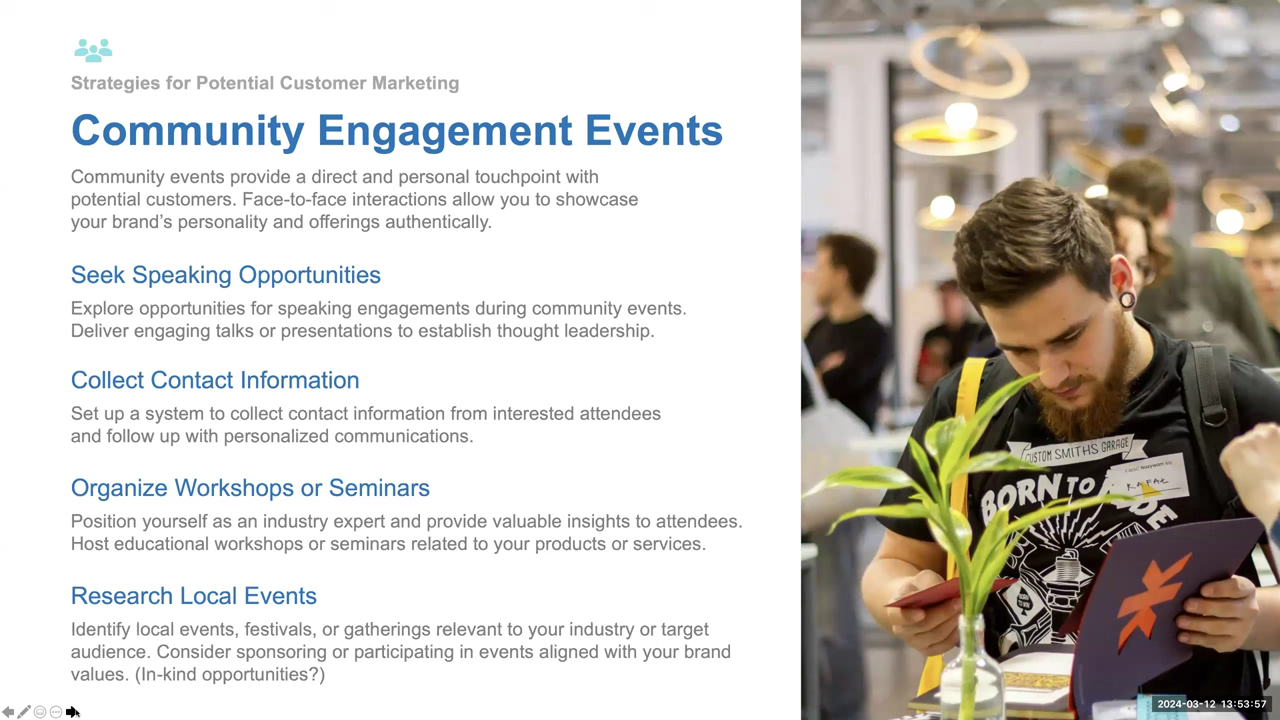 Strategies for Potential Customer Marketing
Community Engagement Events
Community events provide a direct and personal touchpoint with
potential customers. Face-to-face interactions allow you to showcase
your brand’s personality and offerings authentically.
Seek Speaking Opportunities
Explore opportunities for speaking engagements during community events.
Deliver engaging talks or presentations to establish thought leadership.
Collect Contact Information
Set up a system to collect contact information from interested attendees
and follow up with personalized communications.
Organize Workshops or Seminars
Position yourself as an industry expert and provide valuable insights to attendees.
Host educational workshops or seminars related to your products or services.
Research Local Events
Identify local events, festivals, or gatherings relevant to your industry or target
audience. Consider sponsoring or participating in events aligned with your brand
values. (In-kind opportunities?)
CUSTOM SMITHS GARAGE
BORN TO
RAFAŁ
2024-03-12 13:53:57